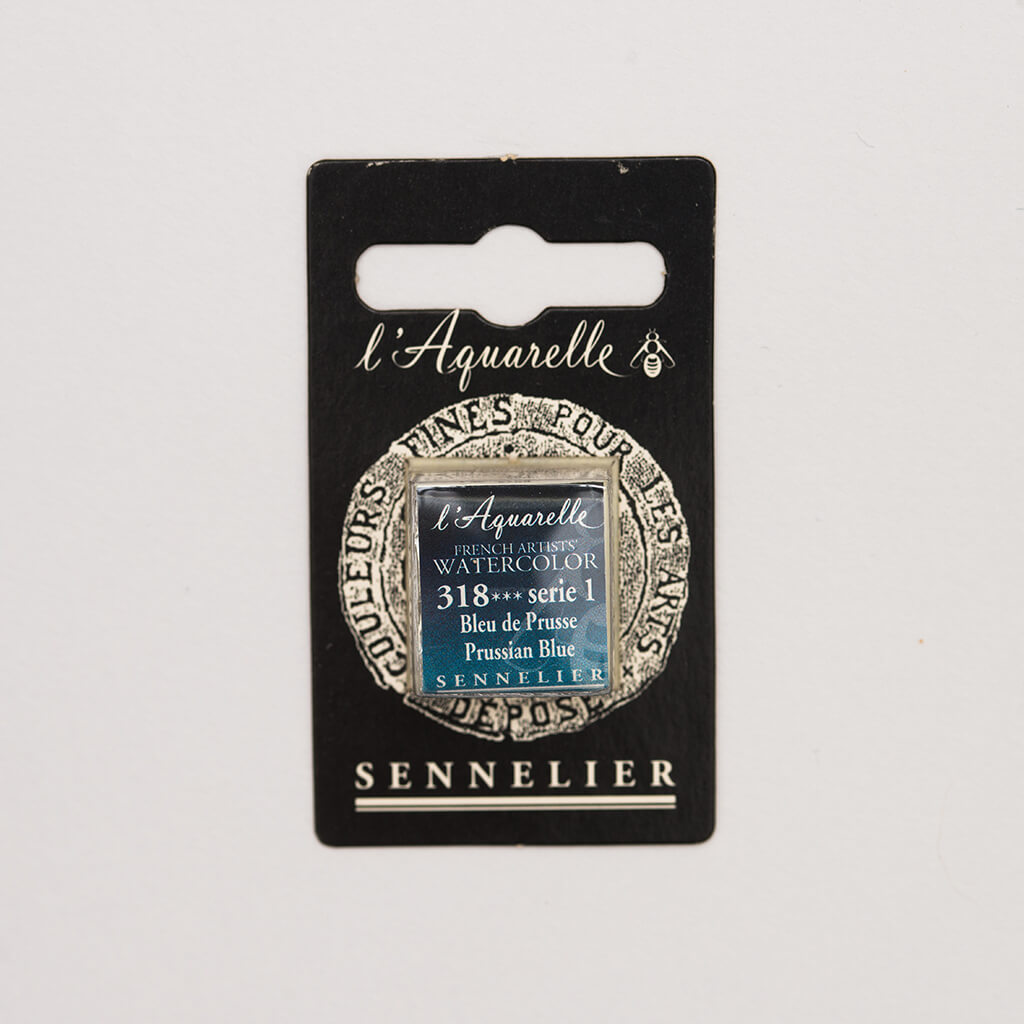 l'Aquarelle
COULEURS FINES POUR LES ARTS
DÉPOSÉ
l'Aquarelle
FRENCH ARTISTS'
WATERCOLOR
318*** serie 1
Bleu de Prusse
Prussian Blue
SENNELIER
SENNELIER